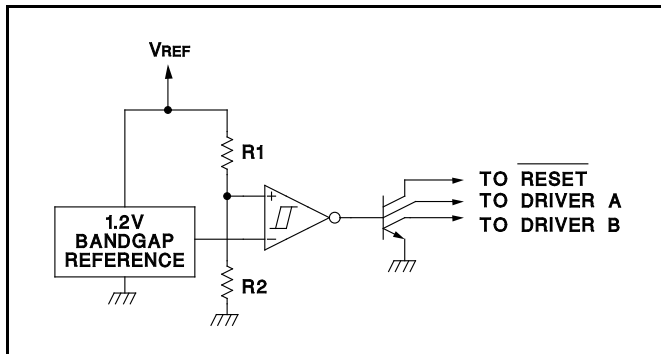 VREF
R1
TO RESET
TO DRIVER A
TO DRIVER B
+
1.2V
BANDGAP
REFERENCE
−
R2